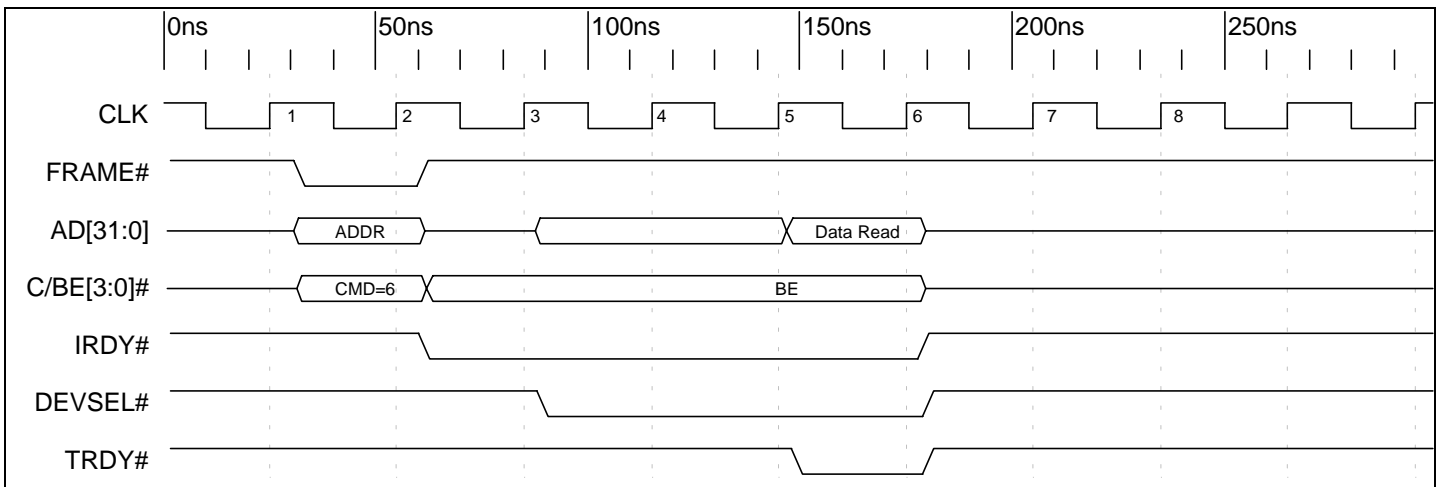 0ns 50ns 100ns 150ns 200ns 250ns
CLK 1 2 3 4 5 6 7 8
FRAME#
AD[31:0] ADDR Data Read
C/BE[3:0]# CMD=6 BE
IRDY#
DEVSEL#
TRDY#